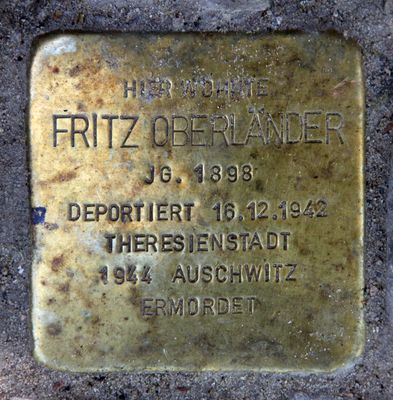 HIER WOHNTE
FRITZ OBERLÄNDER
JG. 1898
DEPORTIERT 16.12.1942
THERESIENSTADT
1944 AUSCHWITZ
ERMORDET